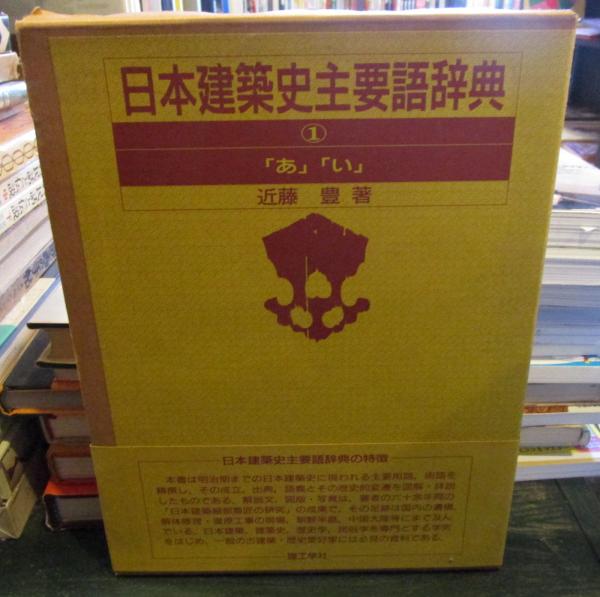 日本建築史主要語辞典
①
「あ」「い」
近藤 豊 著
日本建築史主要語辞典の特徴
本書は明治期までの日本建築史に現われる主要用語、術語を
精撰し、その成立、出典、語義とその歴史的変遷を図解・詳説
したものである。解説文、図版・写真は、著者の六十余年間の
「日本建築細部意匠の研究」の成果で、その足跡は国内の遺構、
解体修理・復原工事の現場、朝鮮半島、中国大陸等にまで及ん
でいる。日本建築、建築史、歴史学、民俗学を専門とする学究
をはじめ、一般の古建築・歴史愛好家には必見の資料である。
理工学社